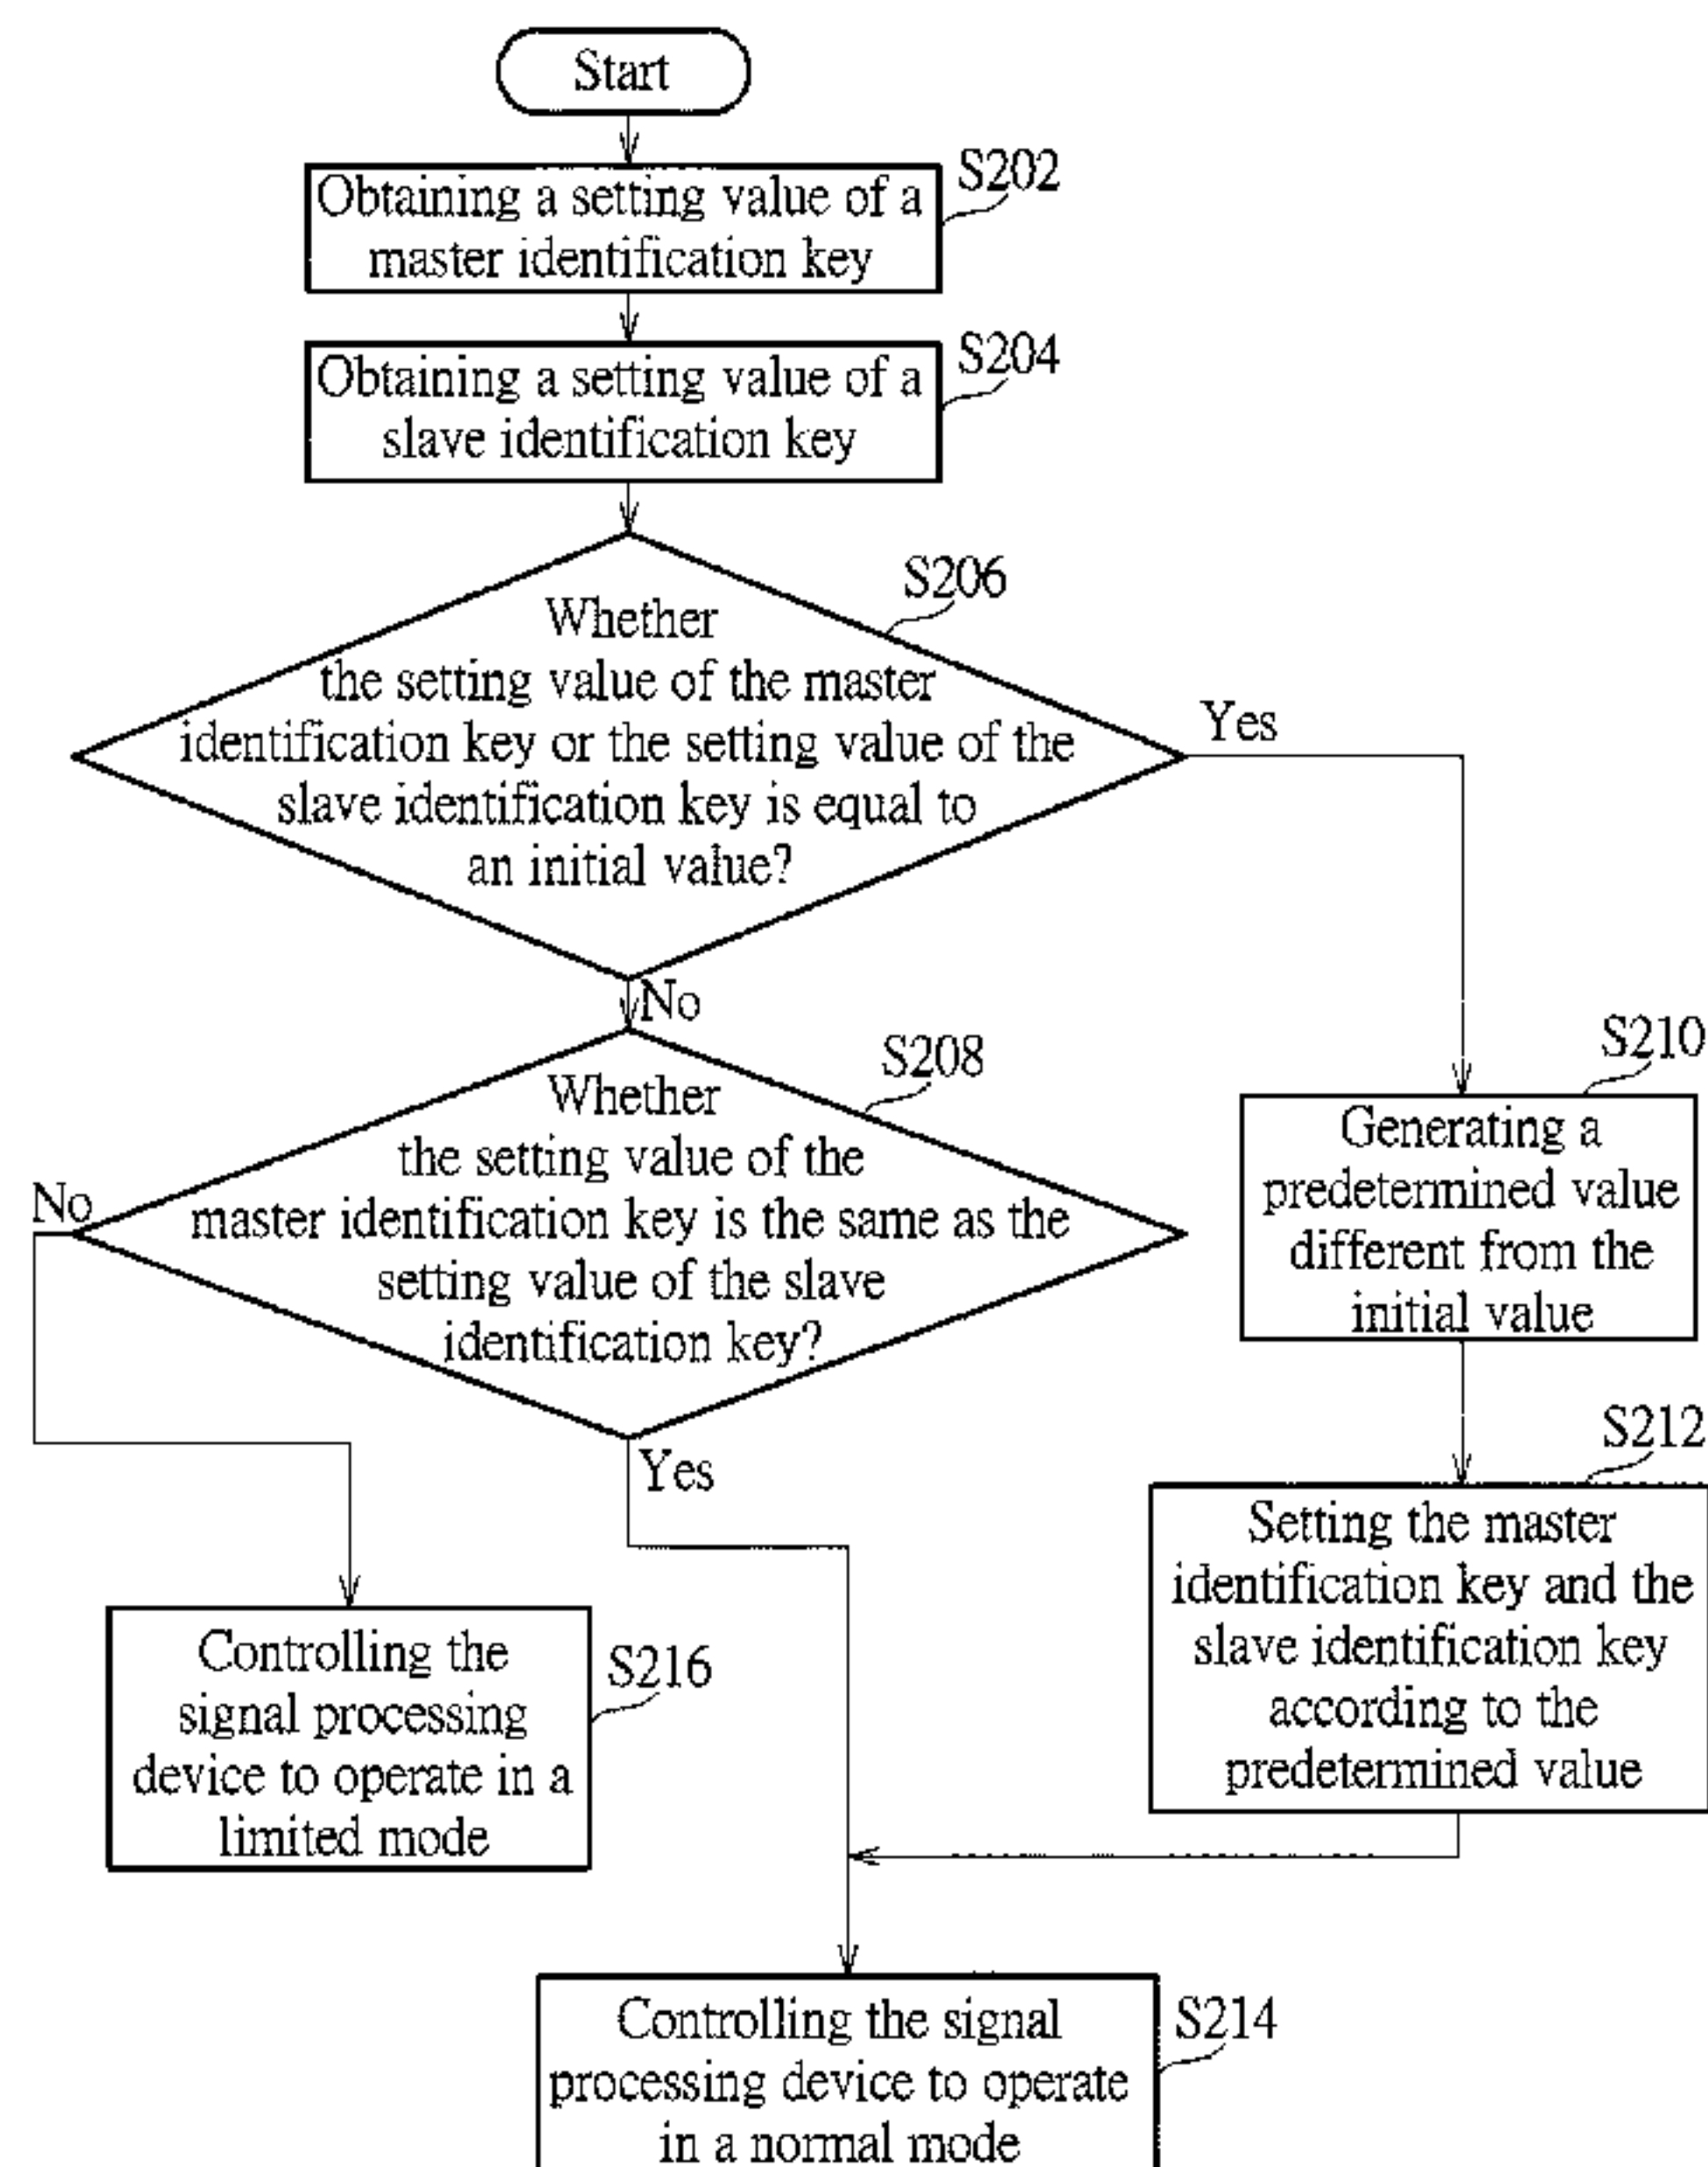 Start
S202
Obtaining a setting value of a
master identification key
S204
Obtaining a setting value of a
slave identification key
S206
Whether
the setting value of the master
identification key or the setting value of the
slave identification key is equal to
an initial value?
Yes
No
S208
Whether
the setting value of the
master identification key is the same as the
setting value of the slave
identification key?
No
Yes
S210
Generating a
predetermined value
different from the
initial value
S212
Setting the master
identification key and the
slave identification key
according to the
predetermined value
S216
Controlling the
signal processing
device to operate in a
limited mode
S214
Controlling the signal
processing device to operate
in a normal mode